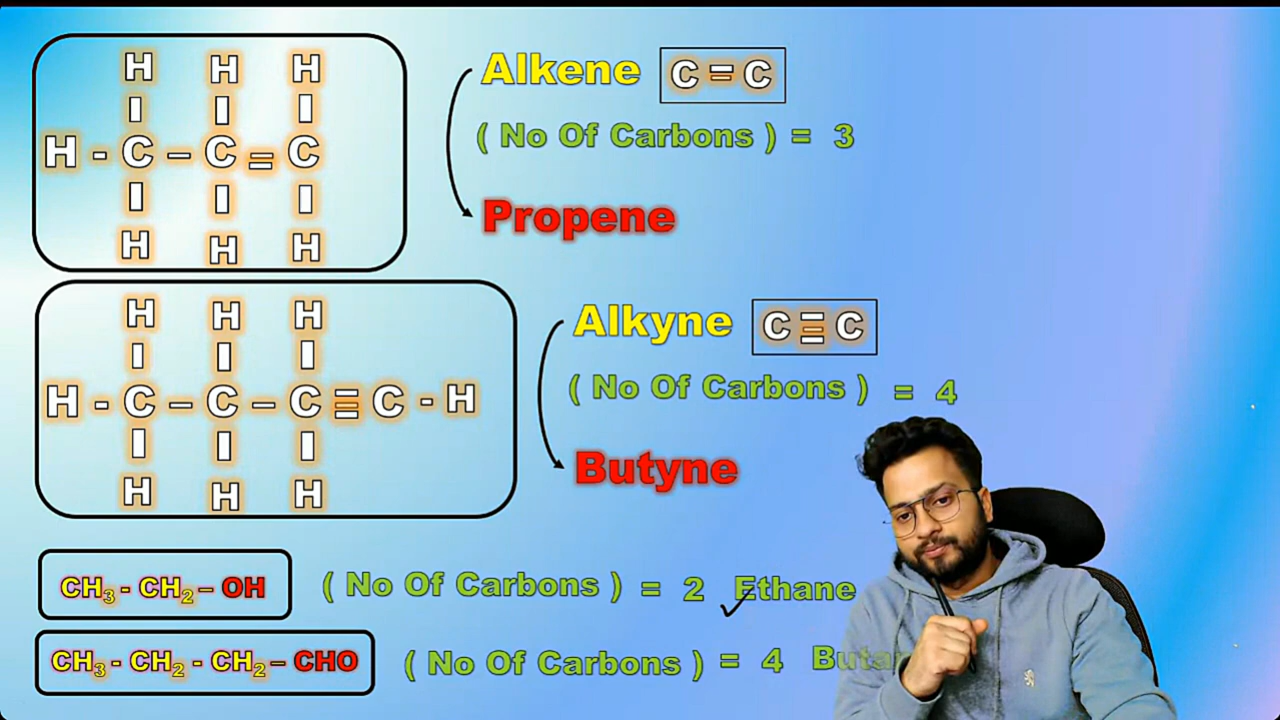 H H H
H - C – C = C
H H H
Alkene C = C
( No Of Carbons ) = 3
Propene
H H H
H - C – C – C ≡ C - H
H H H
Alkyne C ≡ C
( No Of Carbons ) = 4
Butyne
CH₃ - CH₂ – OH ( No Of Carbons ) = 2 Ethane
CH₃ - CH₂ - CH₂ – CHO ( No Of Carbons ) = 4